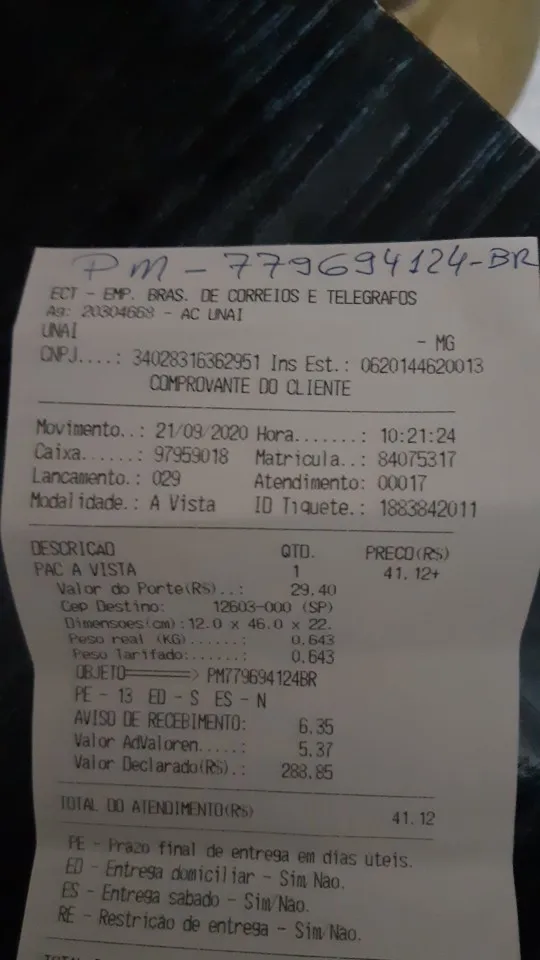 PM - 779694124-BR
ECT - EMP. BRAS. DE CORREIOS E TELEGRAFOS
Ag: 20304668 - AC UNAI
UNAI - MG
CNPJ....: 34028316362951 Ins Est.: 0620144620013
COMPROVANTE DO CLIENTE
Movimento..: 21/09/2020 Hora.......: 10:21:24
Caixa......: 97959018 Matricula..: 84075317
Lancamento.: 029 Atendimento: 00017
Modalidade.: A Vista ID Tiquete.: 1883842011
DESCRICAO QTD. PRECO(R$)
PAC A VISTA 1 41.12+
Valor do Porte(R$)..: 29.40
Cep Destino: 12603-000 (SP)
Dimensoes(cm):12.0 x 46.0 x 22.
Peso real (KG)......: 0,643
Peso Tarifado:......: 0,643
OBJETO======> PM779694124BR
PE - 13 ED - S ES - N
AVISO DE RECEBIMENTO: 6.35
Valor AdValoren.....: 5.37
Valor Declarado(R$).: 288.85
TOTAL DO ATENDIMENTO(R$) 41.12
PE - Prazo final de entrega em dias uteis.
ED - Entrega domiciliar - Sim/Nao.
ES - Entrega sabado - Sim/Nao.
RE - Restricão de entrega - Sim/Nao.